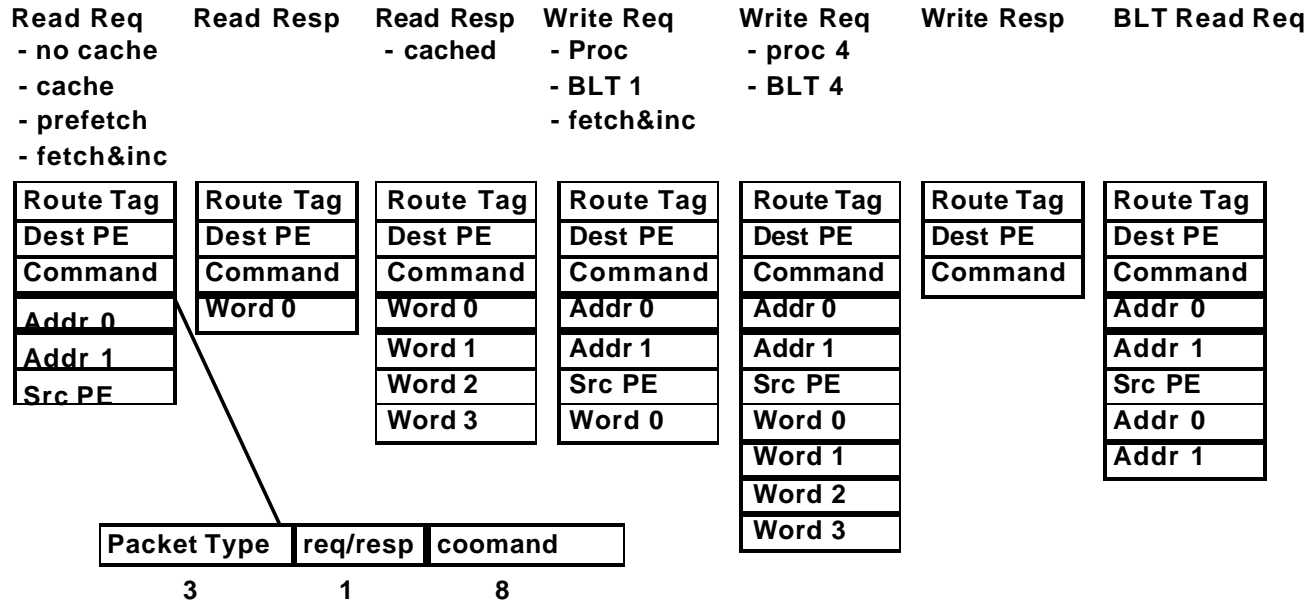 Read Req Read Resp Read Resp Write Req Write Req Write Resp BLT Read Req
- no cache - cached - Proc - proc 4
- cache - BLT 1 - BLT 4
- prefetch - fetch&inc
- fetch&inc
Route Tag Route Tag Route Tag Route Tag Route Tag Route Tag Route Tag
Dest PE Dest PE Dest PE Dest PE Dest PE Dest PE Dest PE
Command Command Command Command Command Command Command
Addr 0 Word 0 Word 0 Addr 0 Addr 0 Addr 0
Addr 1 Word 1 Addr 1 Addr 1 Addr 1
Src PE Word 2 Src PE Src PE Src PE
Word 3 Word 0 Word 0 Addr 0
Word 1 Addr 1
Word 2
Word 3
Packet Type req/resp coomand
3 1 8